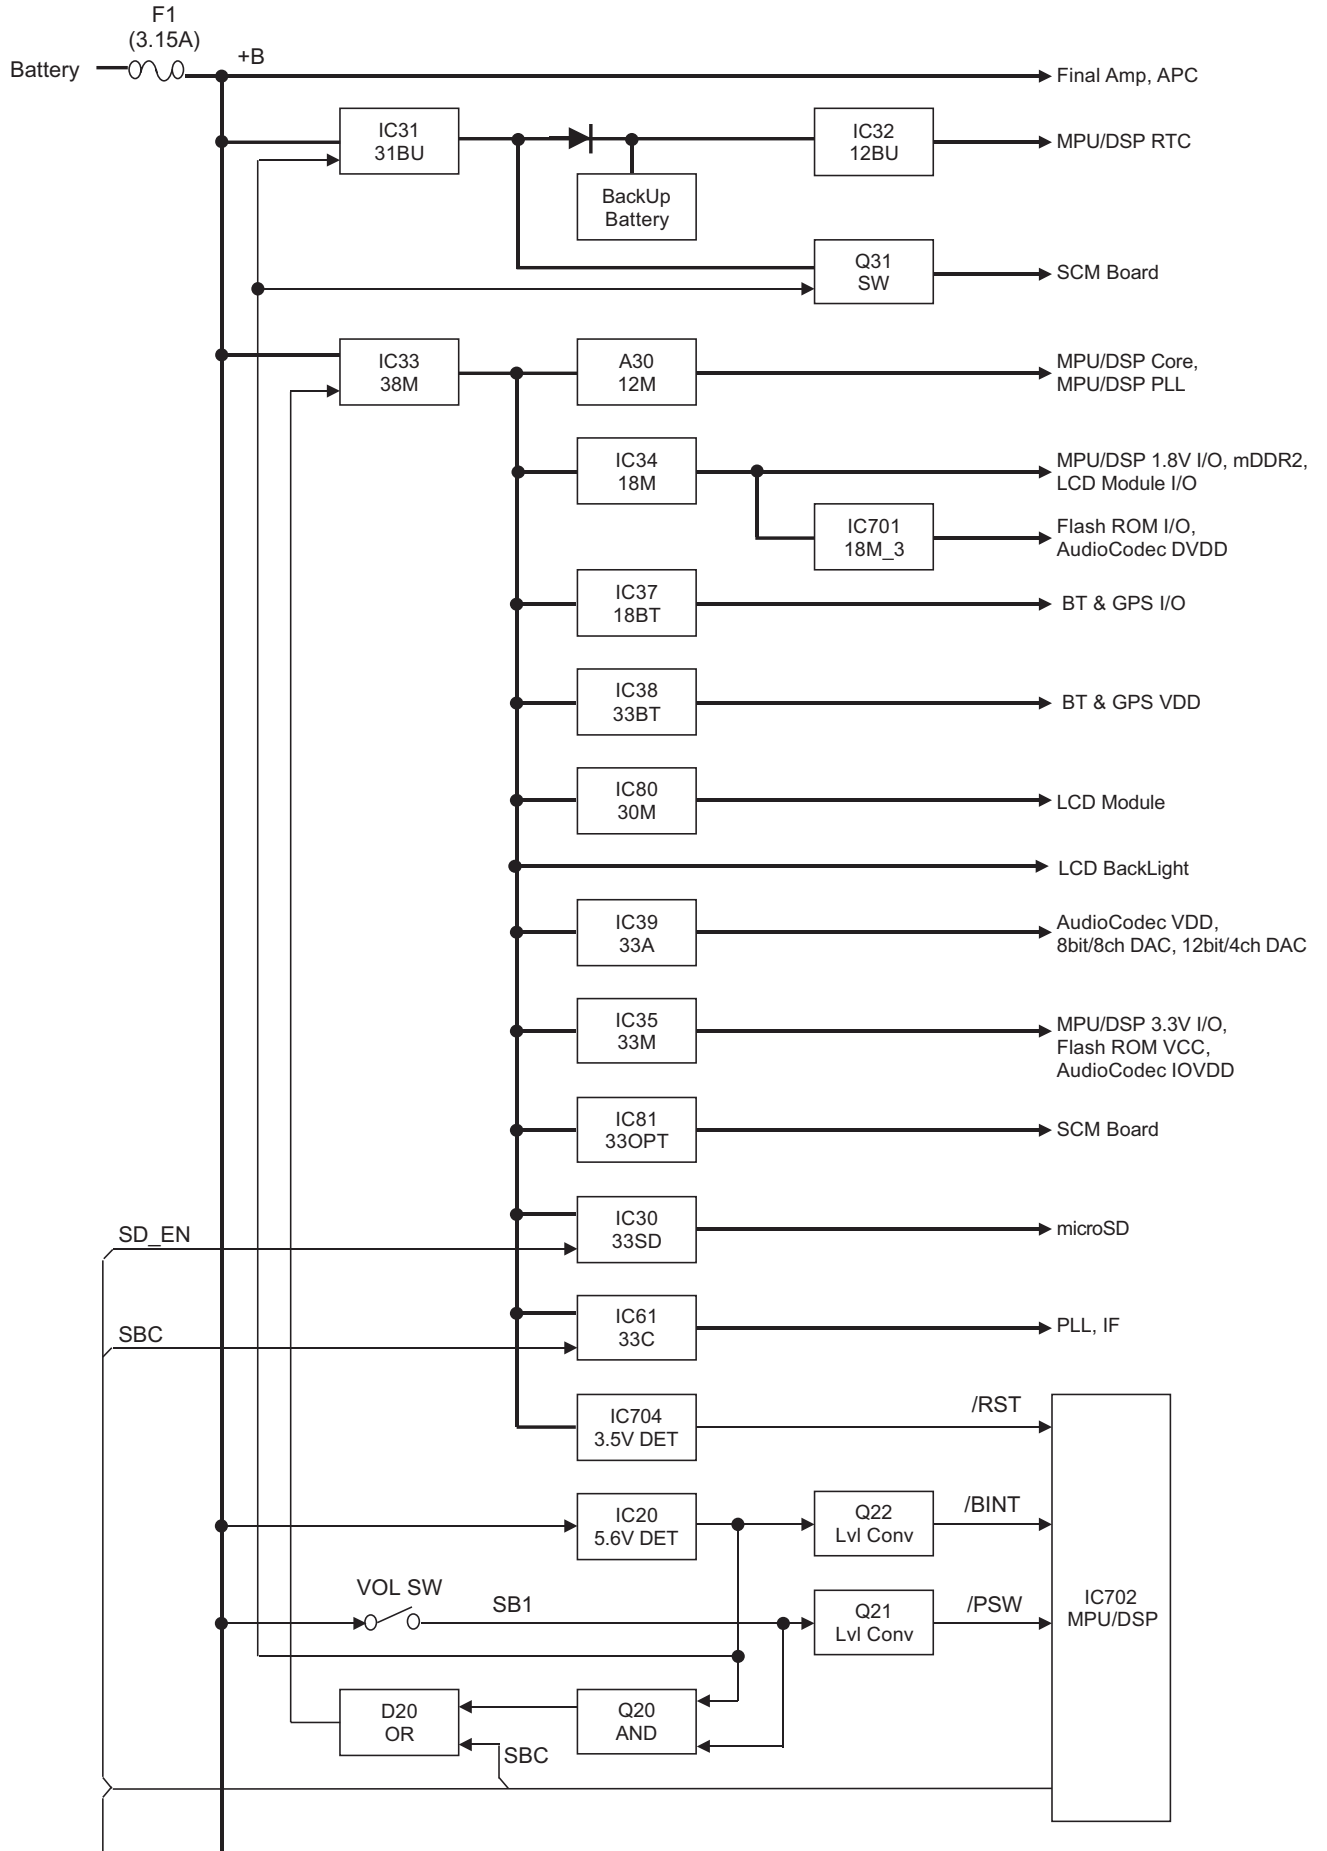 F1
(3.15A)
Battery
+B
Final Amp, APC
IC31
31BU
IC32
12BU
MPU/DSP RTC
BackUp
Battery
Q31
SW
SCM Board
IC33
38M
A30
12M
MPU/DSP Core,
MPU/DSP PLL
IC34
18M
MPU/DSP 1.8V I/O, mDDR2,
LCD Module I/O
IC701
18M_3
Flash ROM I/O,
AudioCodec DVDD
IC37
18BT
BT & GPS I/O
IC38
33BT
BT & GPS VDD
IC80
30M
LCD Module
LCD BackLight
IC39
33A
AudioCodec VDD,
8bit/8ch DAC, 12bit/4ch DAC
IC35
33M
MPU/DSP 3.3V I/O,
Flash ROM VCC,
AudioCodec IOVDD
IC81
33OPT
SCM Board
SD_EN
IC30
33SD
microSD
SBC
IC61
33C
PLL, IF
IC704
3.5V DET
/RST
IC20
5.6V DET
Q22
Lvl Conv
/BINT
VOL SW
SB1
Q21
Lvl Conv
/PSW
IC702
MPU/DSP
D20
OR
Q20
AND
SBC